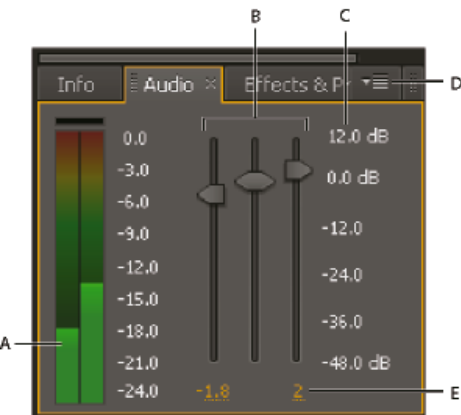 B C
Info Audio × Effects & Pr D
0.0 12.0 dB
-3.0 0.0 dB
-6.0
-9.0 -12.0
-12.0
-15.0 -24.0
-18.0 -36.0
A
-21.0 -48.0 dB
-24.0 -1.8 2 E